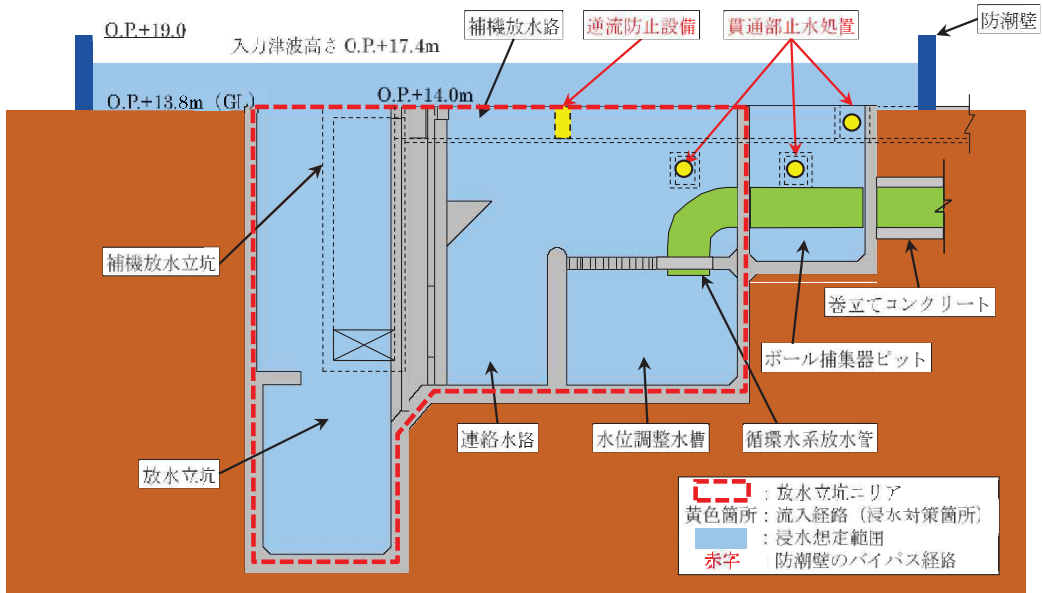 O.P.+19.0
入力津波高さ O.P.+17.4m
補機放水路
逆流防止設備
貫通部止水処置
防潮壁
O.P.+13.8m（GL）
O.P.+14.0m
補機放水立坑
巻立てコンクリート
ボール捕集器ピット
連絡水路
水位調整水槽
循環水系放水管
放水立坑
：放水立坑エリア
黄色箇所：流入経路（浸水対策箇所）
：浸水想定範囲
赤字：防潮壁のバイパス経路